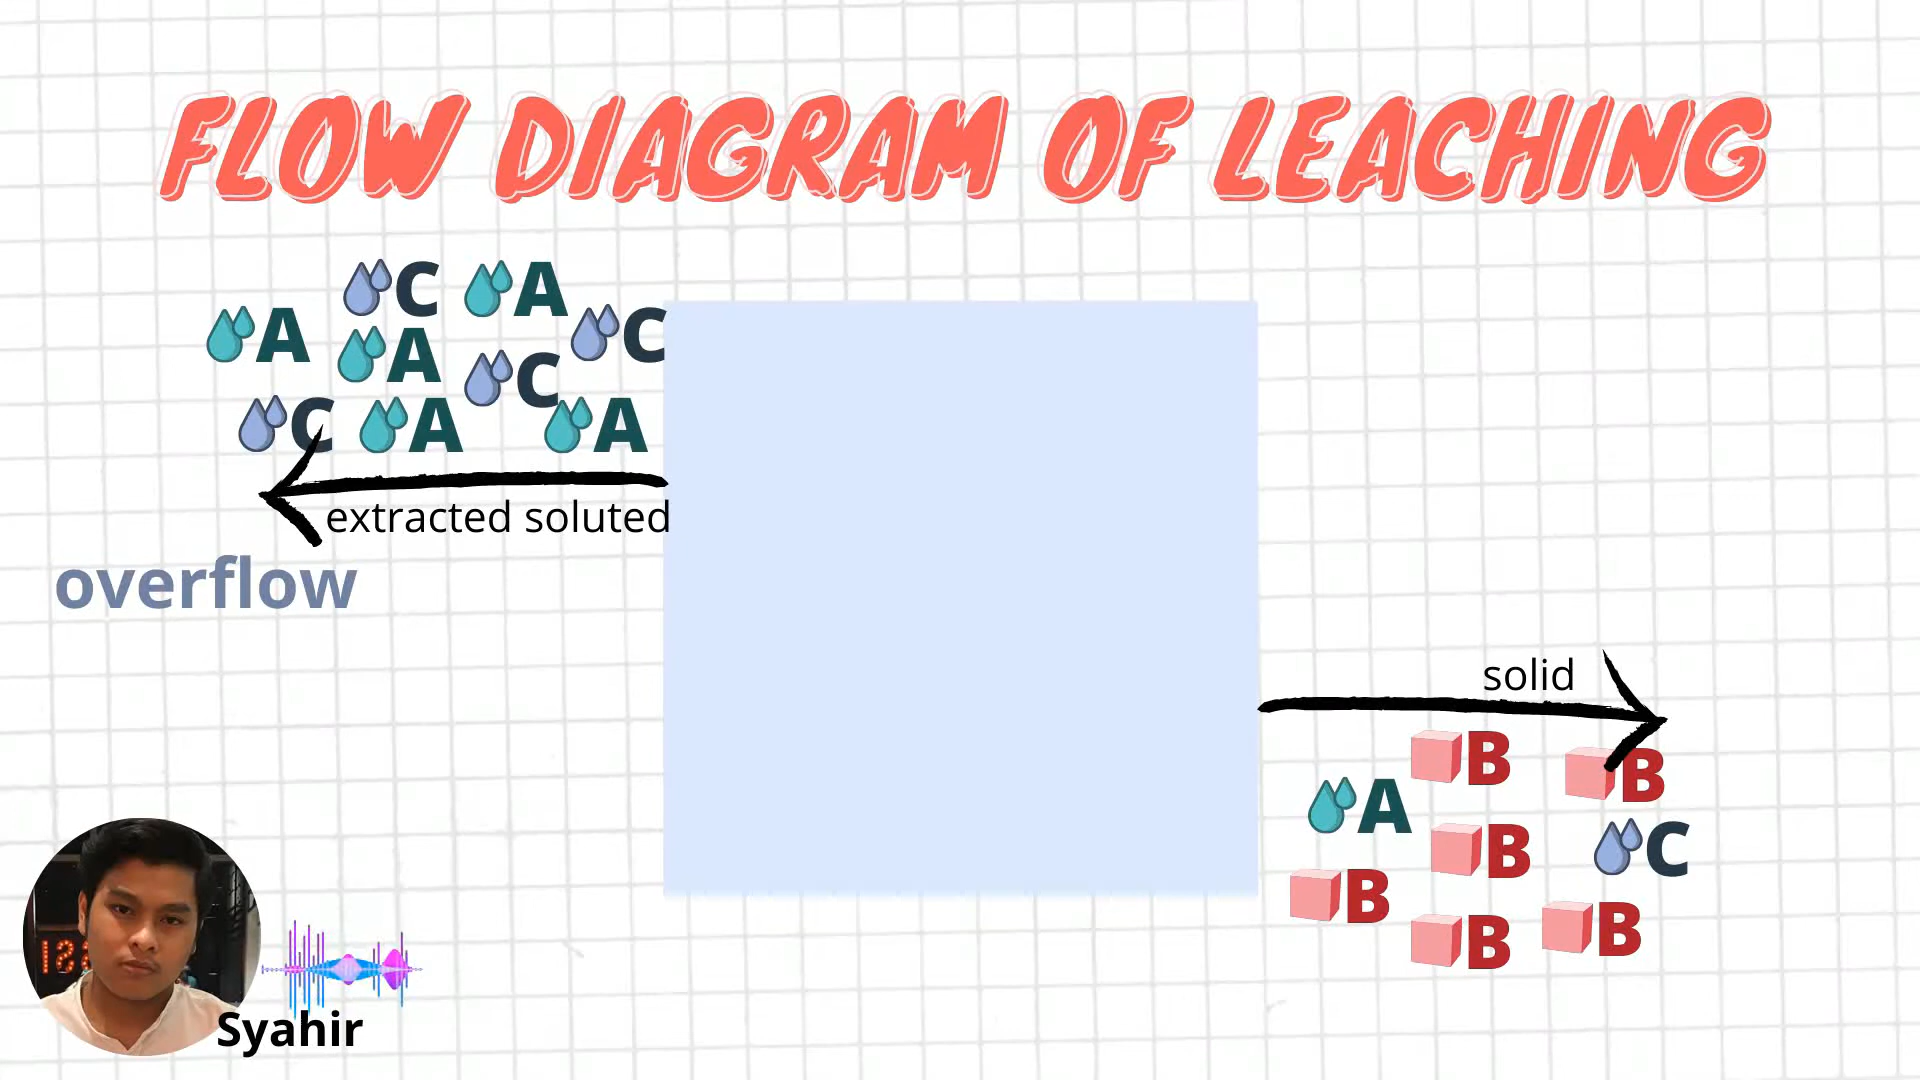 FLOW DIAGRAM OF LEACHING
C A
A C
A C
C A A
extracted soluted
overflow
solid
B B
A
B C
B B
B
Syahir